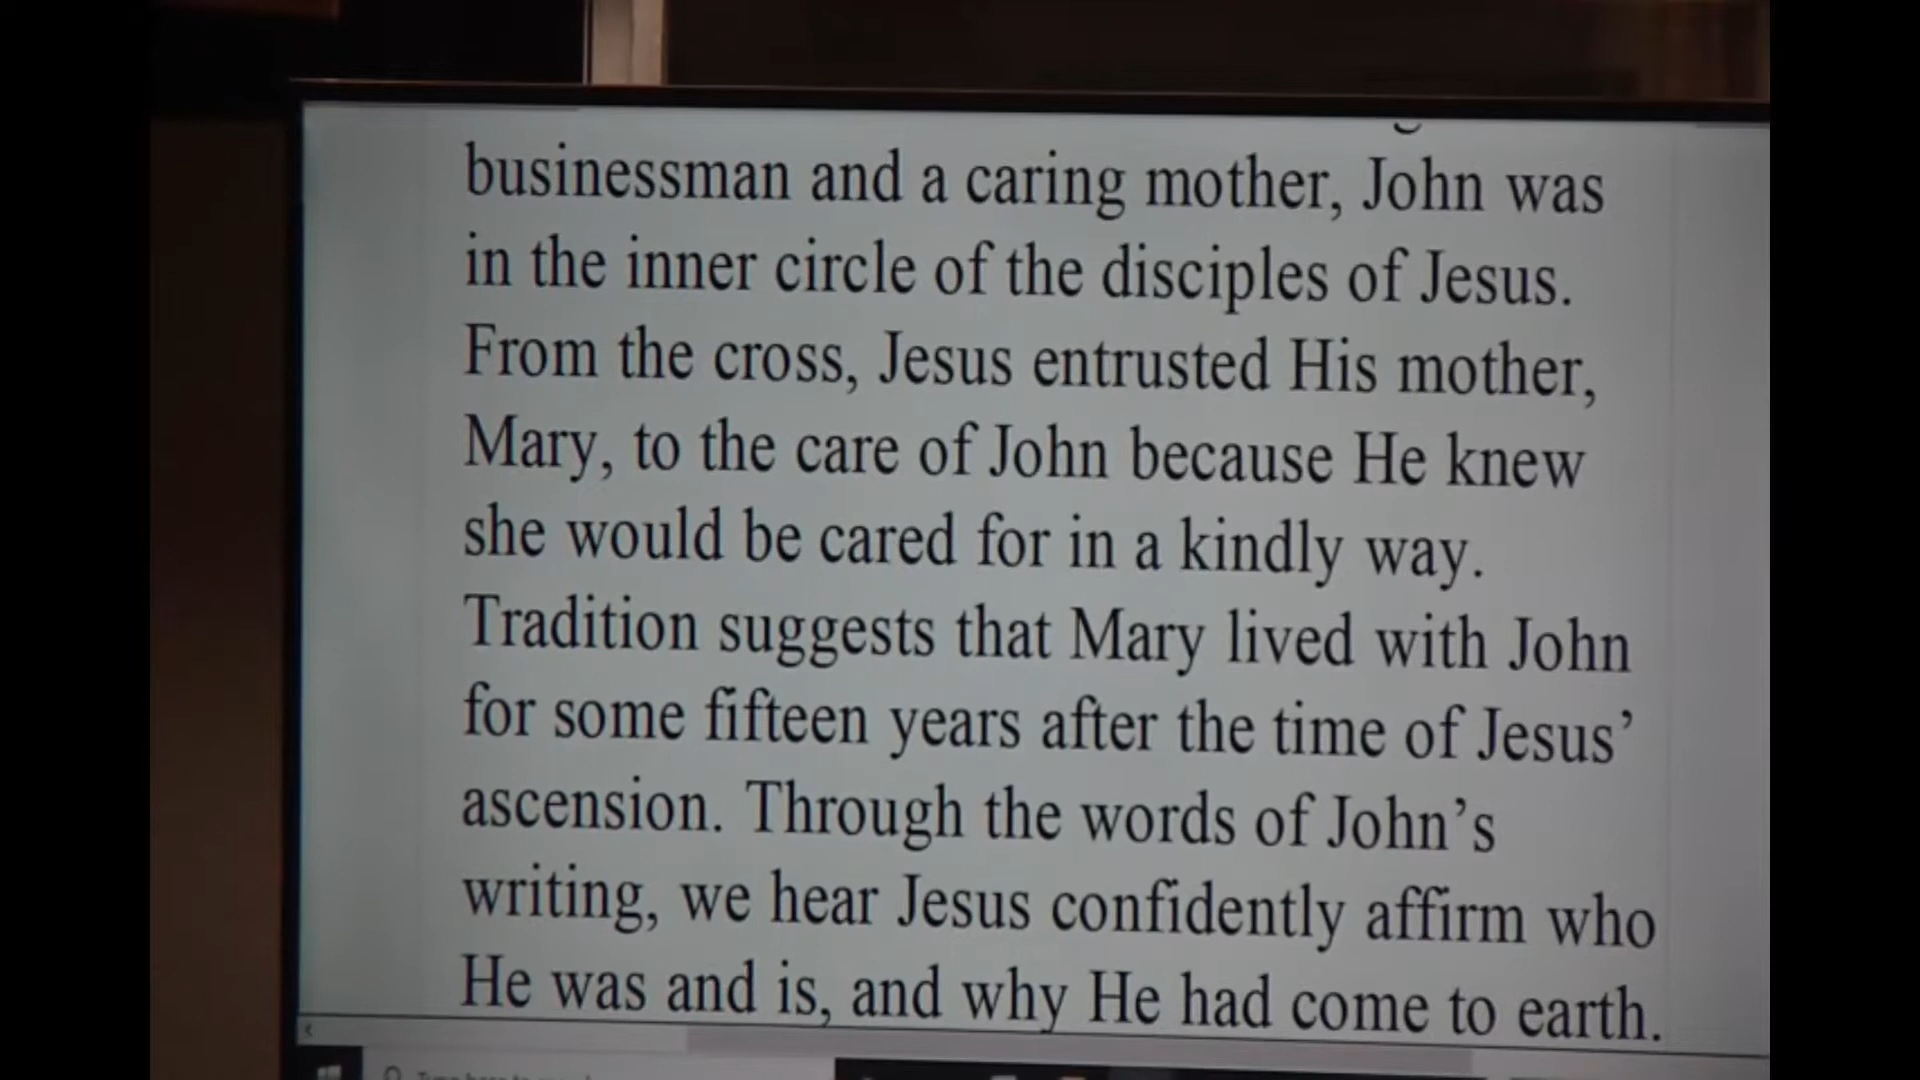 businessman and a caring mother, John was
in the inner circle of the disciples of Jesus.
From the cross, Jesus entrusted His mother,
Mary, to the care of John because He knew
she would be cared for in a kindly way.
Tradition suggests that Mary lived with John
for some fifteen years after the time of Jesus’
ascension. Through the words of John’s
writing, we hear Jesus confidently affirm who
He was and is, and why He had come to earth.